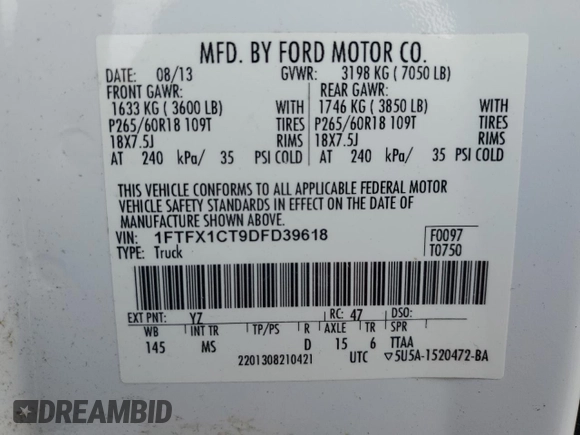 MFD. BY FORD MOTOR CO.
DATE: 08/13 GVWR: 3198 KG ( 7050 LB)
FRONT GAWR: REAR GAWR:
1633 KG ( 3600 LB) WITH 1746 KG ( 3850 LB) WITH
P265/60R18 109T TIRES P265/60R18 109T TIRES
18X7.5J RIMS 18X7.5J RIMS
AT 240 kPa/ 35 PSI COLD AT 240 kPa/ 35 PSI COLD
THIS VEHICLE CONFORMS TO ALL APPLICABLE FEDERAL MOTOR
VEHICLE SAFETY STANDARDS IN EFFECT ON THE DATE OF
MANUFACTURE SHOWN ABOVE.
VIN: 1FTFX1CT9DFD39618 F0097
TYPE: Truck T0750
EXT PNT: YZ RC: 47 DSO:
WB INT TR TP/PS R AXLE TR SPR
145 MS D 15 6 TTAA
2201308210421 UTC ▽5U5A-1520472-BA
DREAMBID